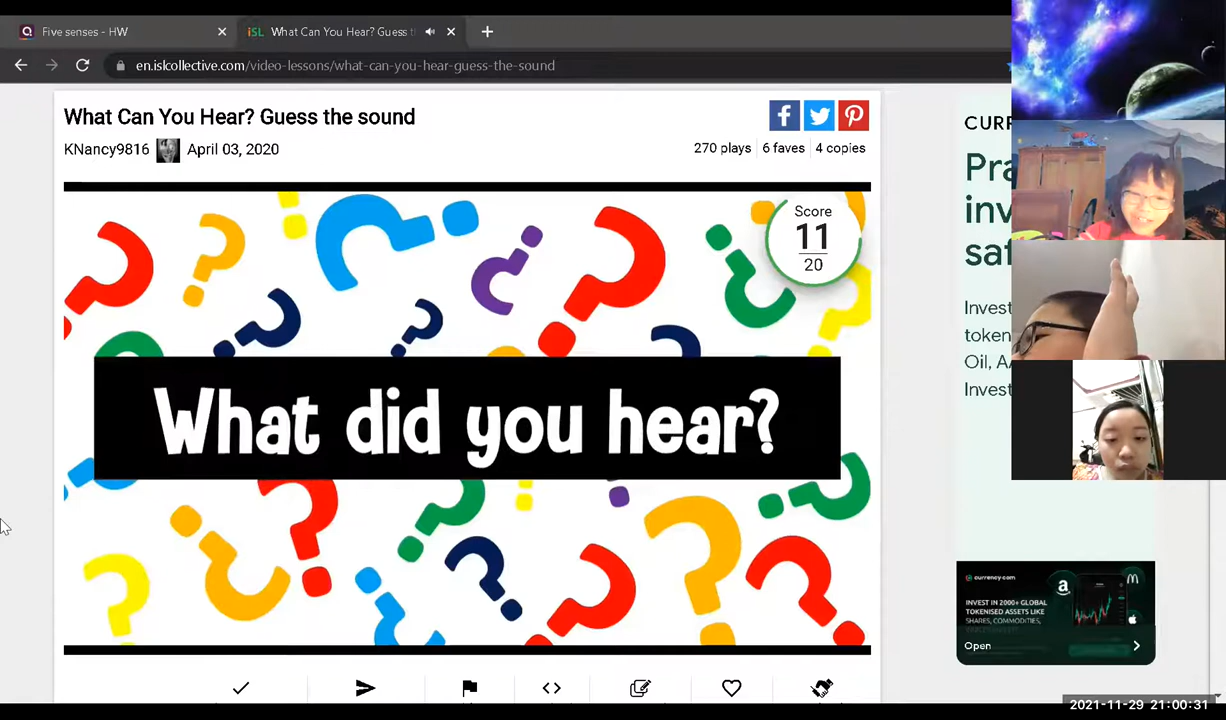 Five senses - HW
iSL What Can You Hear? Guess t
en.islcollective.com/video-lessons/what-can-you-hear-guess-the-sound
What Can You Hear? Guess the sound
KNancy9816 April 03, 2020
270 plays 6 faves 4 copies
Score
11
20
What did you hear?
CURR
Pra
inv
saf
Invest
token
Oil, A
Invest
currency.com
a
INVEST IN 2000+ GLOBAL
TOKENISED ASSETS LIKE
SHARES, COMMODITIES,
Open
2021-11-29 21:00:31